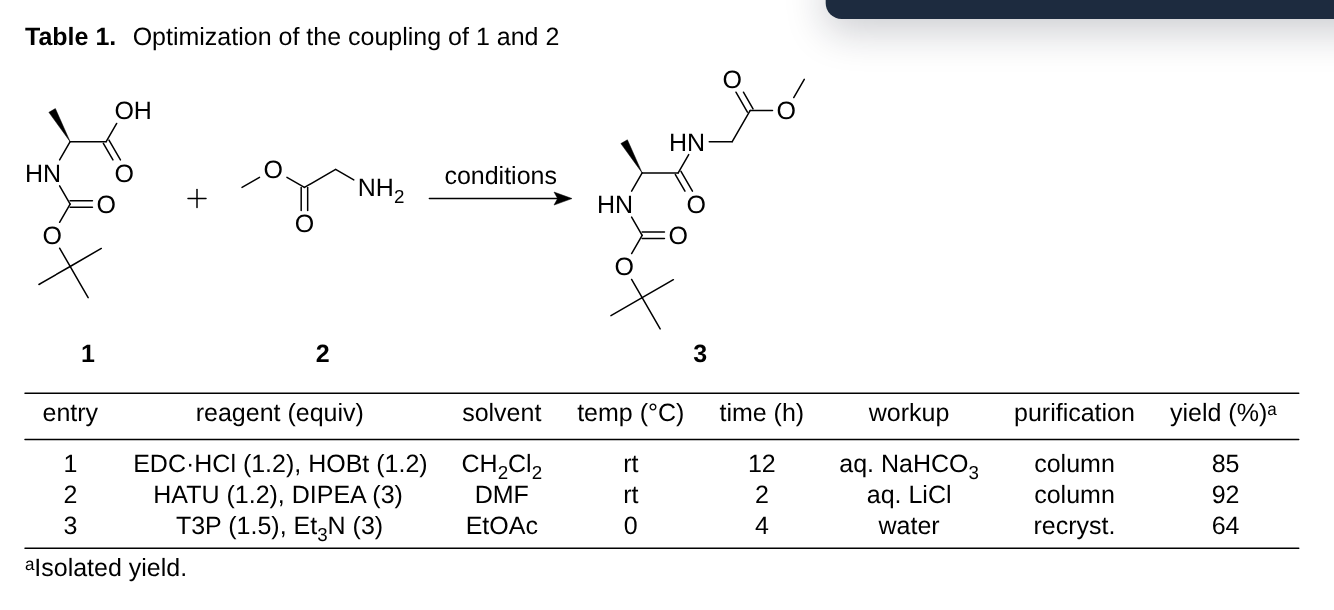 Table 1. Optimization of the coupling of 1 and 2
OH
HN
O
O
O
+
O
O
NH₂
conditions
O
O
HN
HN
O
O
O
1
2
3
entry reagent (equiv) solvent temp (°C) time (h) workup purification yield (%)ᵃ
1 EDC·HCl (1.2), HOBt (1.2) CH₂Cl₂ rt 12 aq. NaHCO₃ column 85
2 HATU (1.2), DIPEA (3) DMF rt 2 aq. LiCl column 92
3 T3P (1.5), Et₃N (3) EtOAc 0 4 water recryst. 64
ᵃIsolated yield.